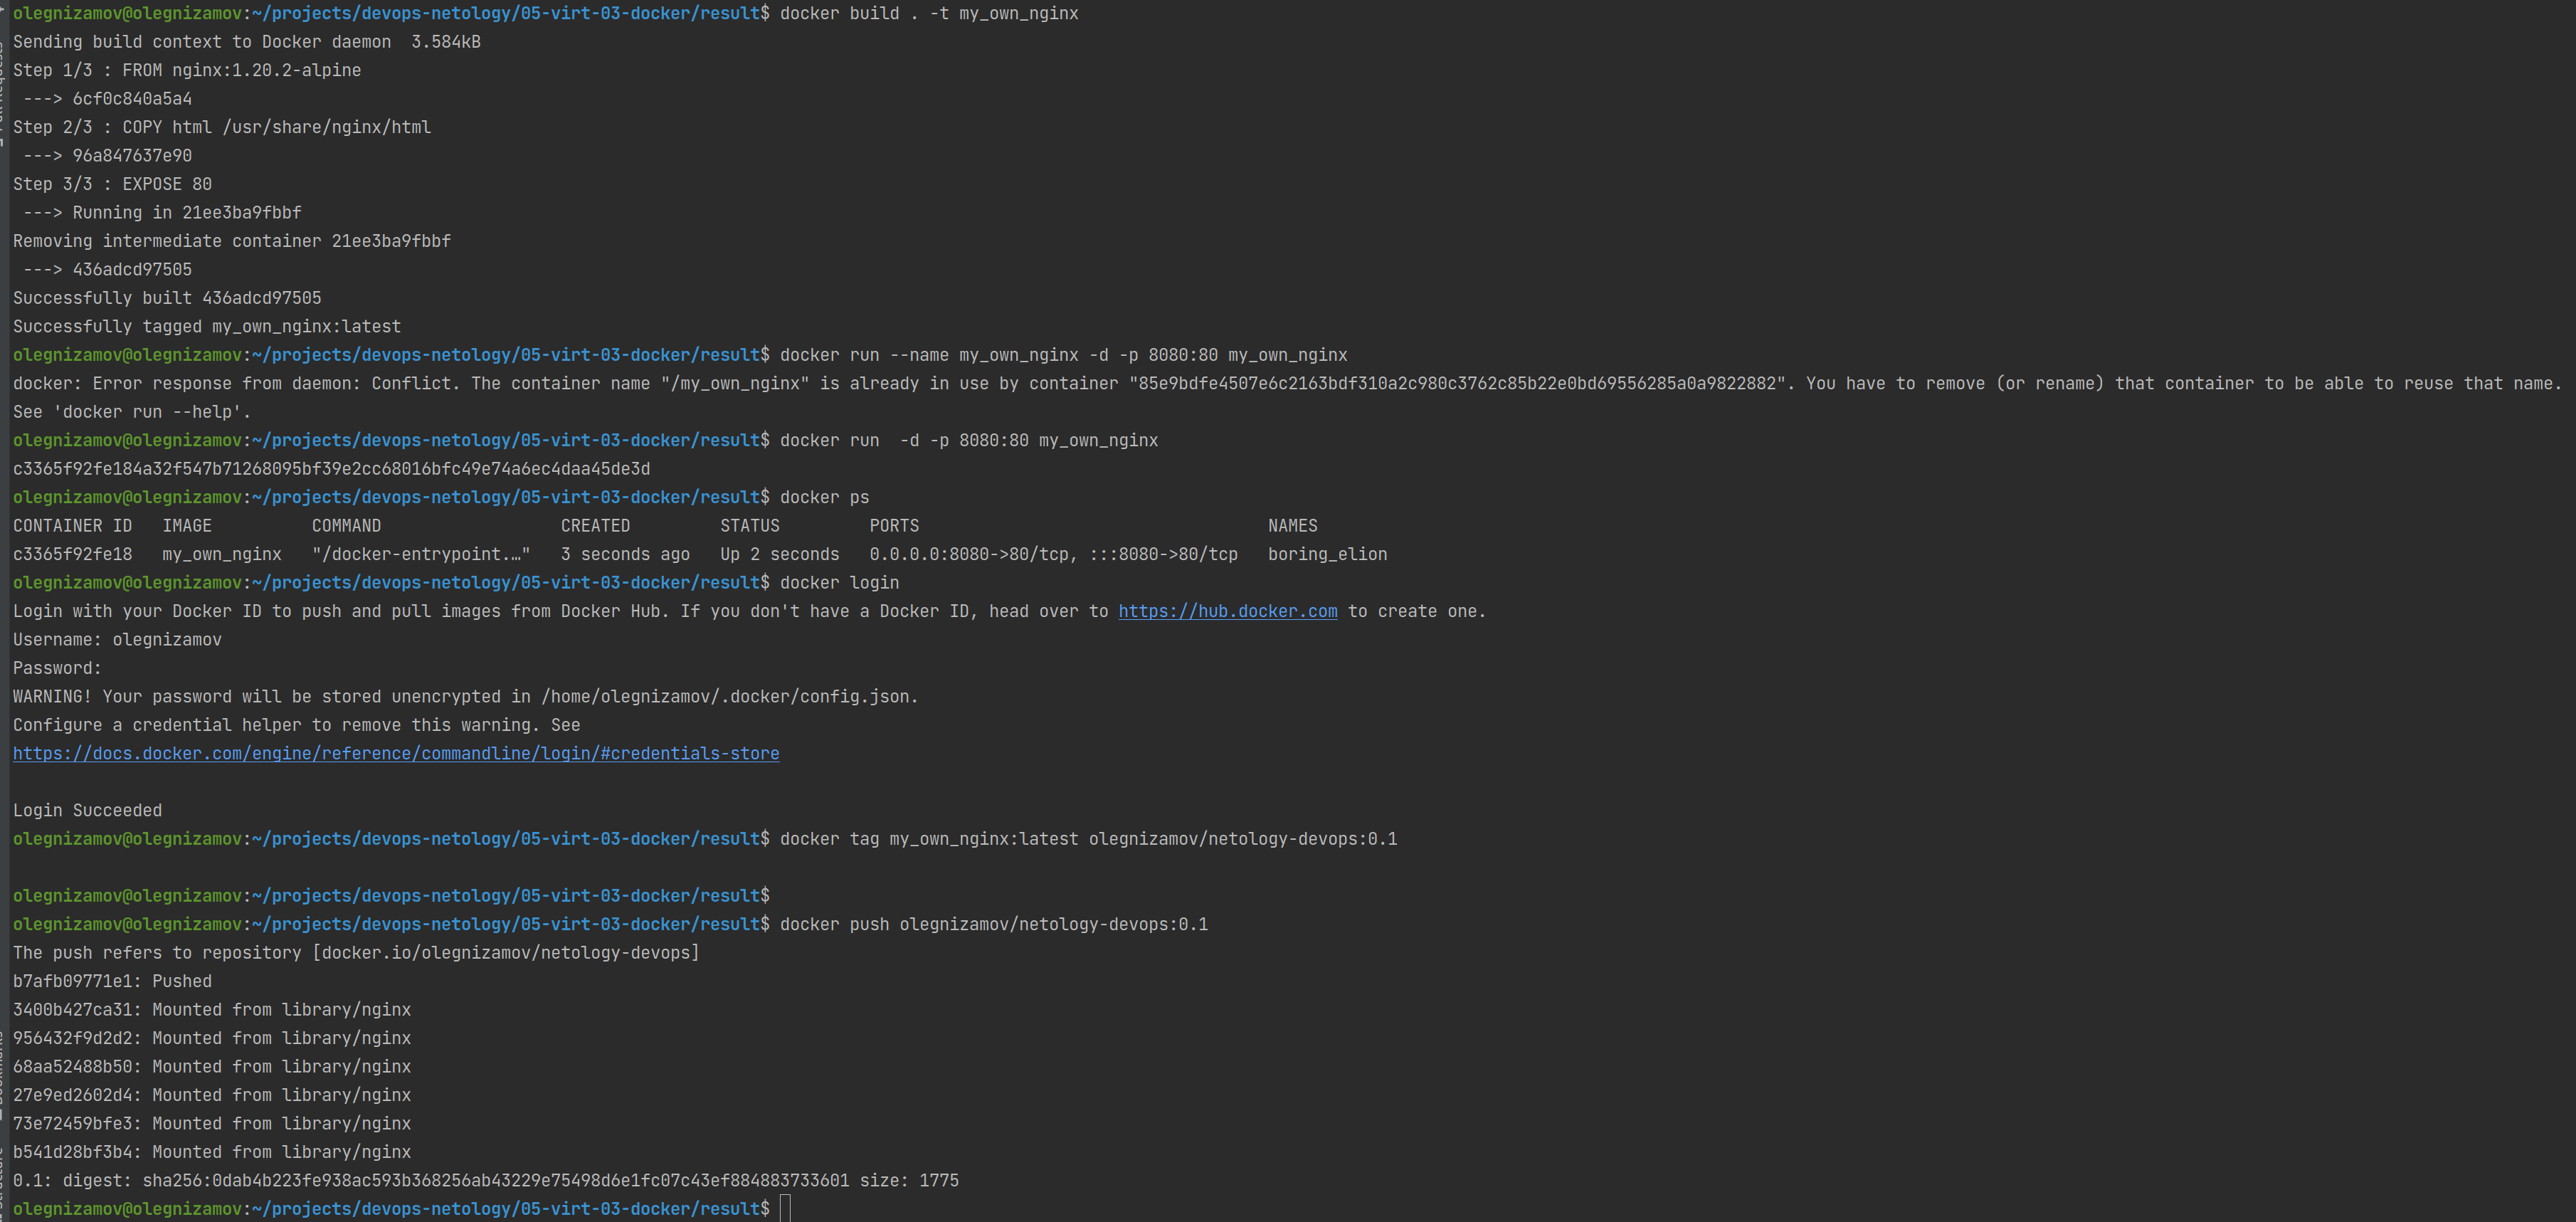 olegnizamov@olegnizamov:~/projects/devops-netology/05-virt-03-docker/result$ docker build . -t my_own_nginx
Sending build context to Docker daemon  3.584kB
Step 1/3 : FROM nginx:1.20.2-alpine
 ---> 6cf0c840a5a4
Step 2/3 : COPY html /usr/share/nginx/html
 ---> 96a847637e90
Step 3/3 : EXPOSE 80
 ---> Running in 21ee3ba9fbbf
Removing intermediate container 21ee3ba9fbbf
 ---> 436adcd97505
Successfully built 436adcd97505
Successfully tagged my_own_nginx:latest
olegnizamov@olegnizamov:~/projects/devops-netology/05-virt-03-docker/result$ docker run --name my_own_nginx -d -p 8080:80 my_own_nginx
docker: Error response from daemon: Conflict. The container name "/my_own_nginx" is already in use by container "85e9bdfe4507e6c2163bdf310a2c980c3762c85b22e0bd69556285a0a9822882". You have to remove (or rename) that container to be able to reuse that name.
See 'docker run --help'.
olegnizamov@olegnizamov:~/projects/devops-netology/05-virt-03-docker/result$ docker run  -d -p 8080:80 my_own_nginx
c3365f92fe184a32f547b71268095bf39e2cc68016bfc49e74a6ec4daa45de3d
olegnizamov@olegnizamov:~/projects/devops-netology/05-virt-03-docker/result$ docker ps
CONTAINER ID   IMAGE          COMMAND                  CREATED         STATUS         PORTS                                   NAMES
c3365f92fe18   my_own_nginx   "/docker-entrypoint.…"   3 seconds ago   Up 2 seconds   0.0.0.0:8080->80/tcp, :::8080->80/tcp   boring_elion
olegnizamov@olegnizamov:~/projects/devops-netology/05-virt-03-docker/result$ docker login
Login with your Docker ID to push and pull images from Docker Hub. If you don't have a Docker ID, head over to https://hub.docker.com to create one.
Username: olegnizamov
Password:
WARNING! Your password will be stored unencrypted in /home/olegnizamov/.docker/config.json.
Configure a credential helper to remove this warning. See
https://docs.docker.com/engine/reference/commandline/login/#credentials-store

Login Succeeded
olegnizamov@olegnizamov:~/projects/devops-netology/05-virt-03-docker/result$ docker tag my_own_nginx:latest olegnizamov/netology-devops:0.1

olegnizamov@olegnizamov:~/projects/devops-netology/05-virt-03-docker/result$
olegnizamov@olegnizamov:~/projects/devops-netology/05-virt-03-docker/result$ docker push olegnizamov/netology-devops:0.1
The push refers to repository [docker.io/olegnizamov/netology-devops]
b7afb09771e1: Pushed
3400b427ca31: Mounted from library/nginx
956432f9d2d2: Mounted from library/nginx
68aa52488b50: Mounted from library/nginx
27e9ed2602d4: Mounted from library/nginx
73e72459bfe3: Mounted from library/nginx
b541d28bf3b4: Mounted from library/nginx
0.1: digest: sha256:0dab4b223fe938ac593b368256ab43229e75498d6e1fc07c43ef884883733601 size: 1775
olegnizamov@olegnizamov:~/projects/devops-netology/05-virt-03-docker/result$